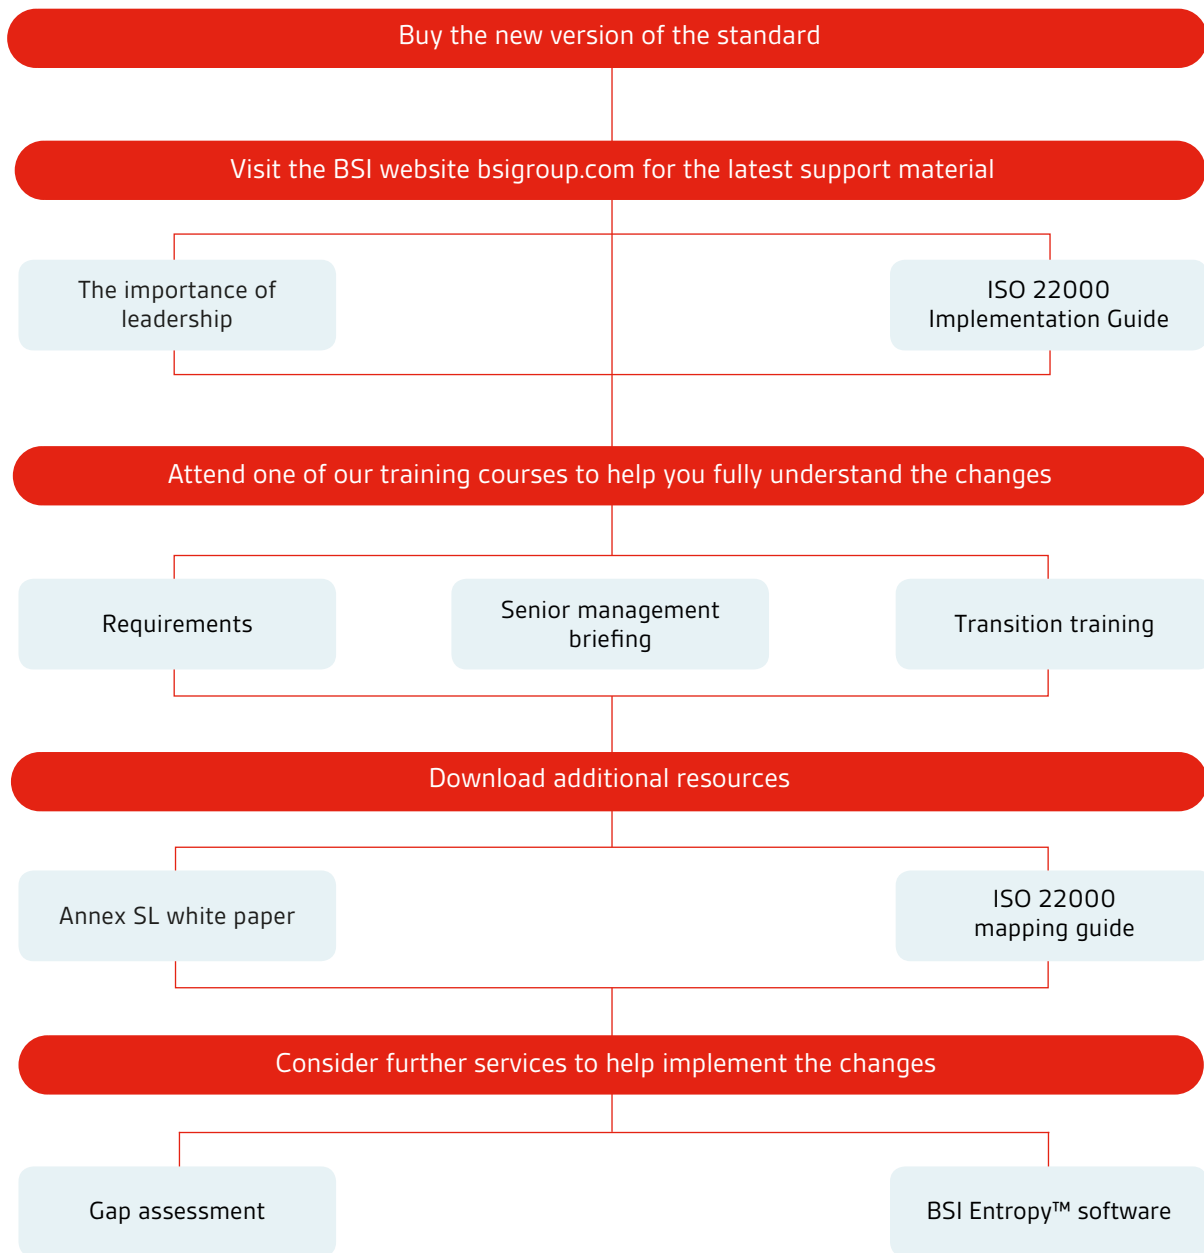 Buy the new version of the standard
Visit the BSI website bsigroup.com for the latest support material
The importance of
leadership
ISO 22000
Implementation Guide
Attend one of our training courses to help you fully understand the changes
Requirements
Senior management
briefing
Transition training
Download additional resources
Annex SL white paper
ISO 22000
mapping guide
Consider further services to help implement the changes
Gap assessment
BSI Entropy™ software